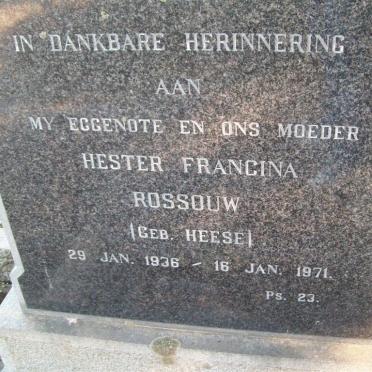 IN DANKBARE HERINNERING
AAN
MY EGGENOTE EN ONS MOEDER
HESTER FRANCINA
ROSSOUW
(GEB. HEESE)
29 JAN. 1936 – 16 JAN. 1971.
Ps. 23.